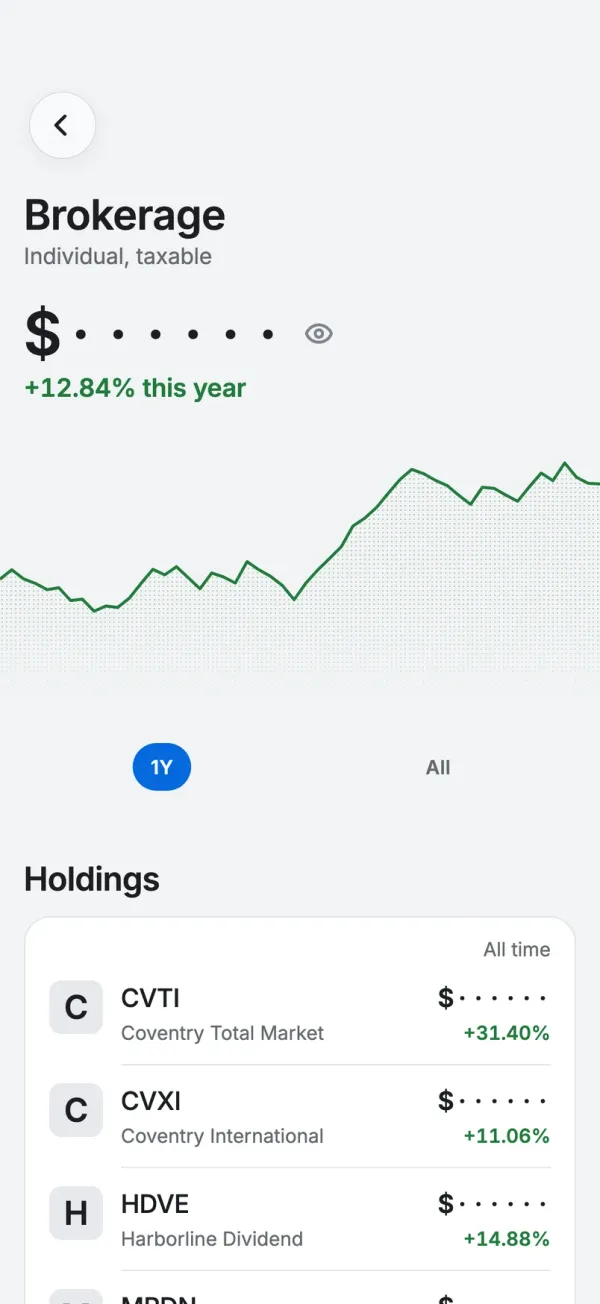 Brokerage
Individual, taxable
$······
+12.84% this year
1Y
All
Holdings
All time
C
CVTI
$······
Coventry Total Market
+31.40%
C
CVXI
$······
Coventry International
+11.06%
H
HDVE
$······
Harborline Dividend
+14.88%